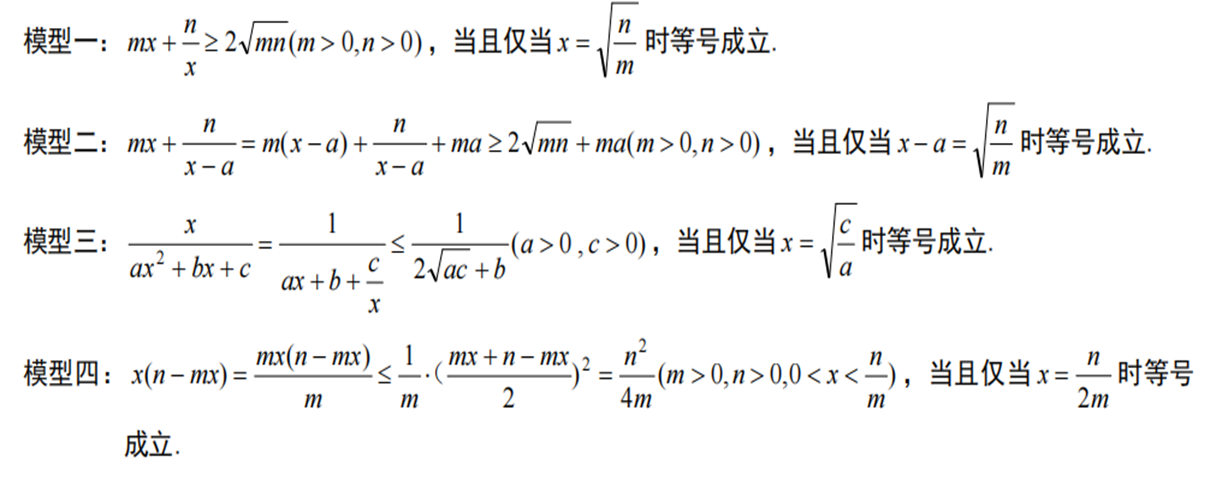 模型一：$mx+\frac{n}{x}\geq 2\sqrt{mn}(m>0,n>0)$，当且仅当$x=\sqrt{\frac{n}{m}}$时等号成立.
模型二：$mx+\frac{n}{x-a}=m(x-a)+\frac{n}{x-a}+ma\geq 2\sqrt{mn}+ma(m>0,n>0)$，当且仅当$x-a=\sqrt{\frac{n}{m}}$时等号成立.
模型三：$\frac{x}{ax^2+bx+c}=\frac{1}{ax+b+\frac{c}{x}}\leq\frac{1}{2\sqrt{ac}+b}(a>0,c>0)$，当且仅当$x=\sqrt{\frac{c}{a}}$时等号成立.
模型四：$x(n-mx)=\frac{mx(n-mx)}{m}\leq\frac{1}{m}\cdot(\frac{mx+n-mx}{2})^2=\frac{n^2}{4m}(m>0,n>0,0<x<\frac{n}{m})$，当且仅当$x=\frac{n}{2m}$时等号
成立.